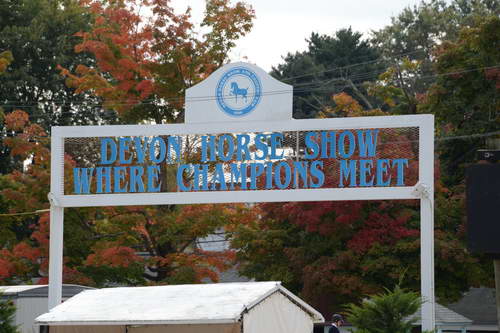 DEVON HORSE SHOW
WHERE CHAMPIONS MEET